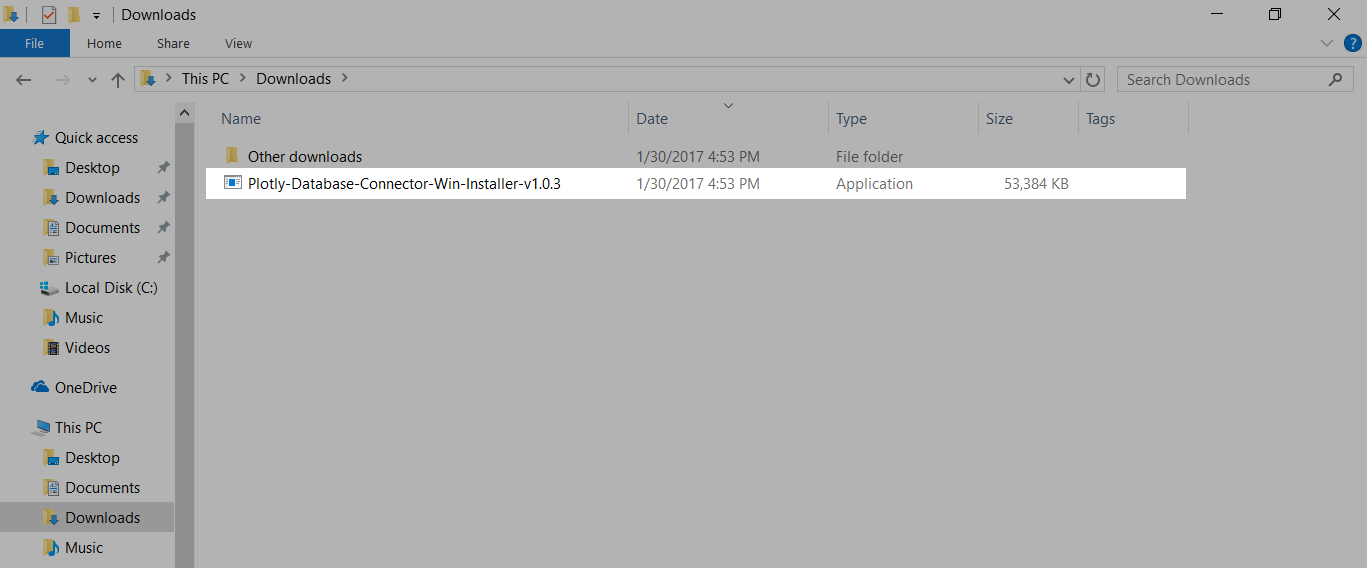 Downloads
File Home Share View
This PC Downloads
Search Downloads
Name Date Type Size Tags
Other downloads 1/30/2017 4:53 PM File folder
Plotly-Database-Connector-Win-Installer-v1.0.3 1/30/2017 4:53 PM Application 53,384 KB
Quick access
Desktop
Downloads
Documents
Pictures
Local Disk (C:)
Music
Videos
OneDrive
This PC
Desktop
Documents
Downloads
Music